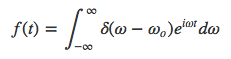 f(t) = ∫_{-∞}^{∞} δ(ω − ω_o)e^{iωt} dω